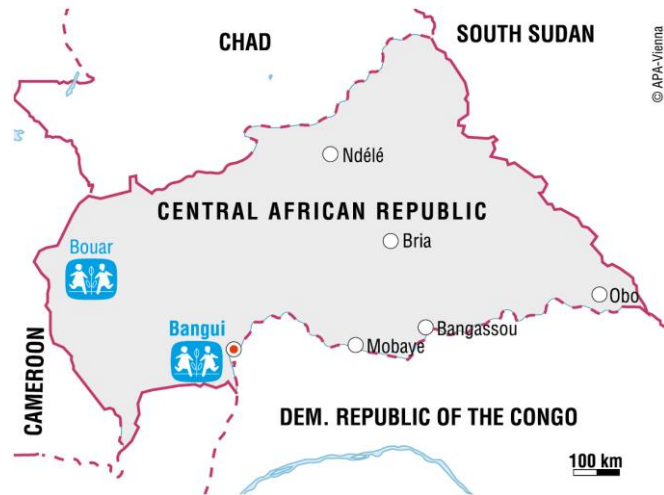 CHAD
SOUTH SUDAN
© APA-Vienna
Ndélé
CENTRAL AFRICAN REPUBLIC
Bouar
Bria
Obo
Bangui
Bangassou
Mobaye
CAMEROON
DEM. REPUBLIC OF THE CONGO
100 km